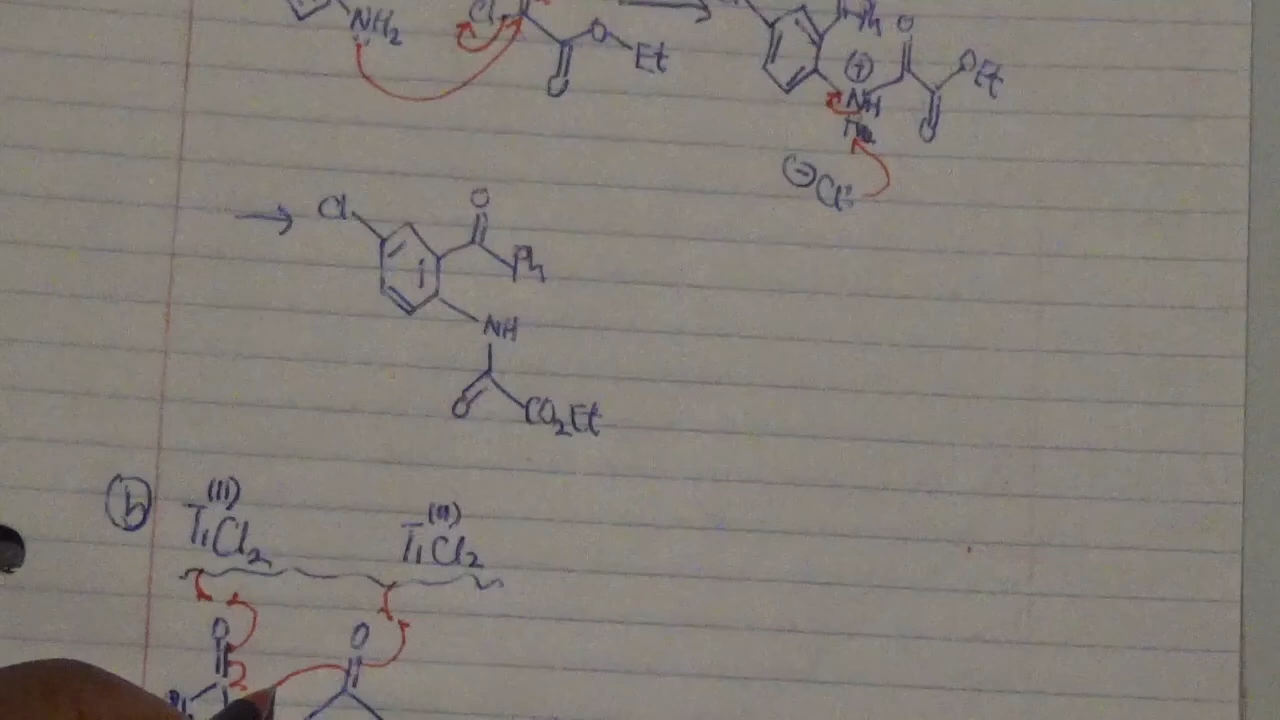 NH2 Cl O Et O
Ph O OEt
⊕ NH O
⊖ Cl
→ Cl O
Ph
NH
O CO2Et
b (II) (II)
TiCl2 TiCl2
O O